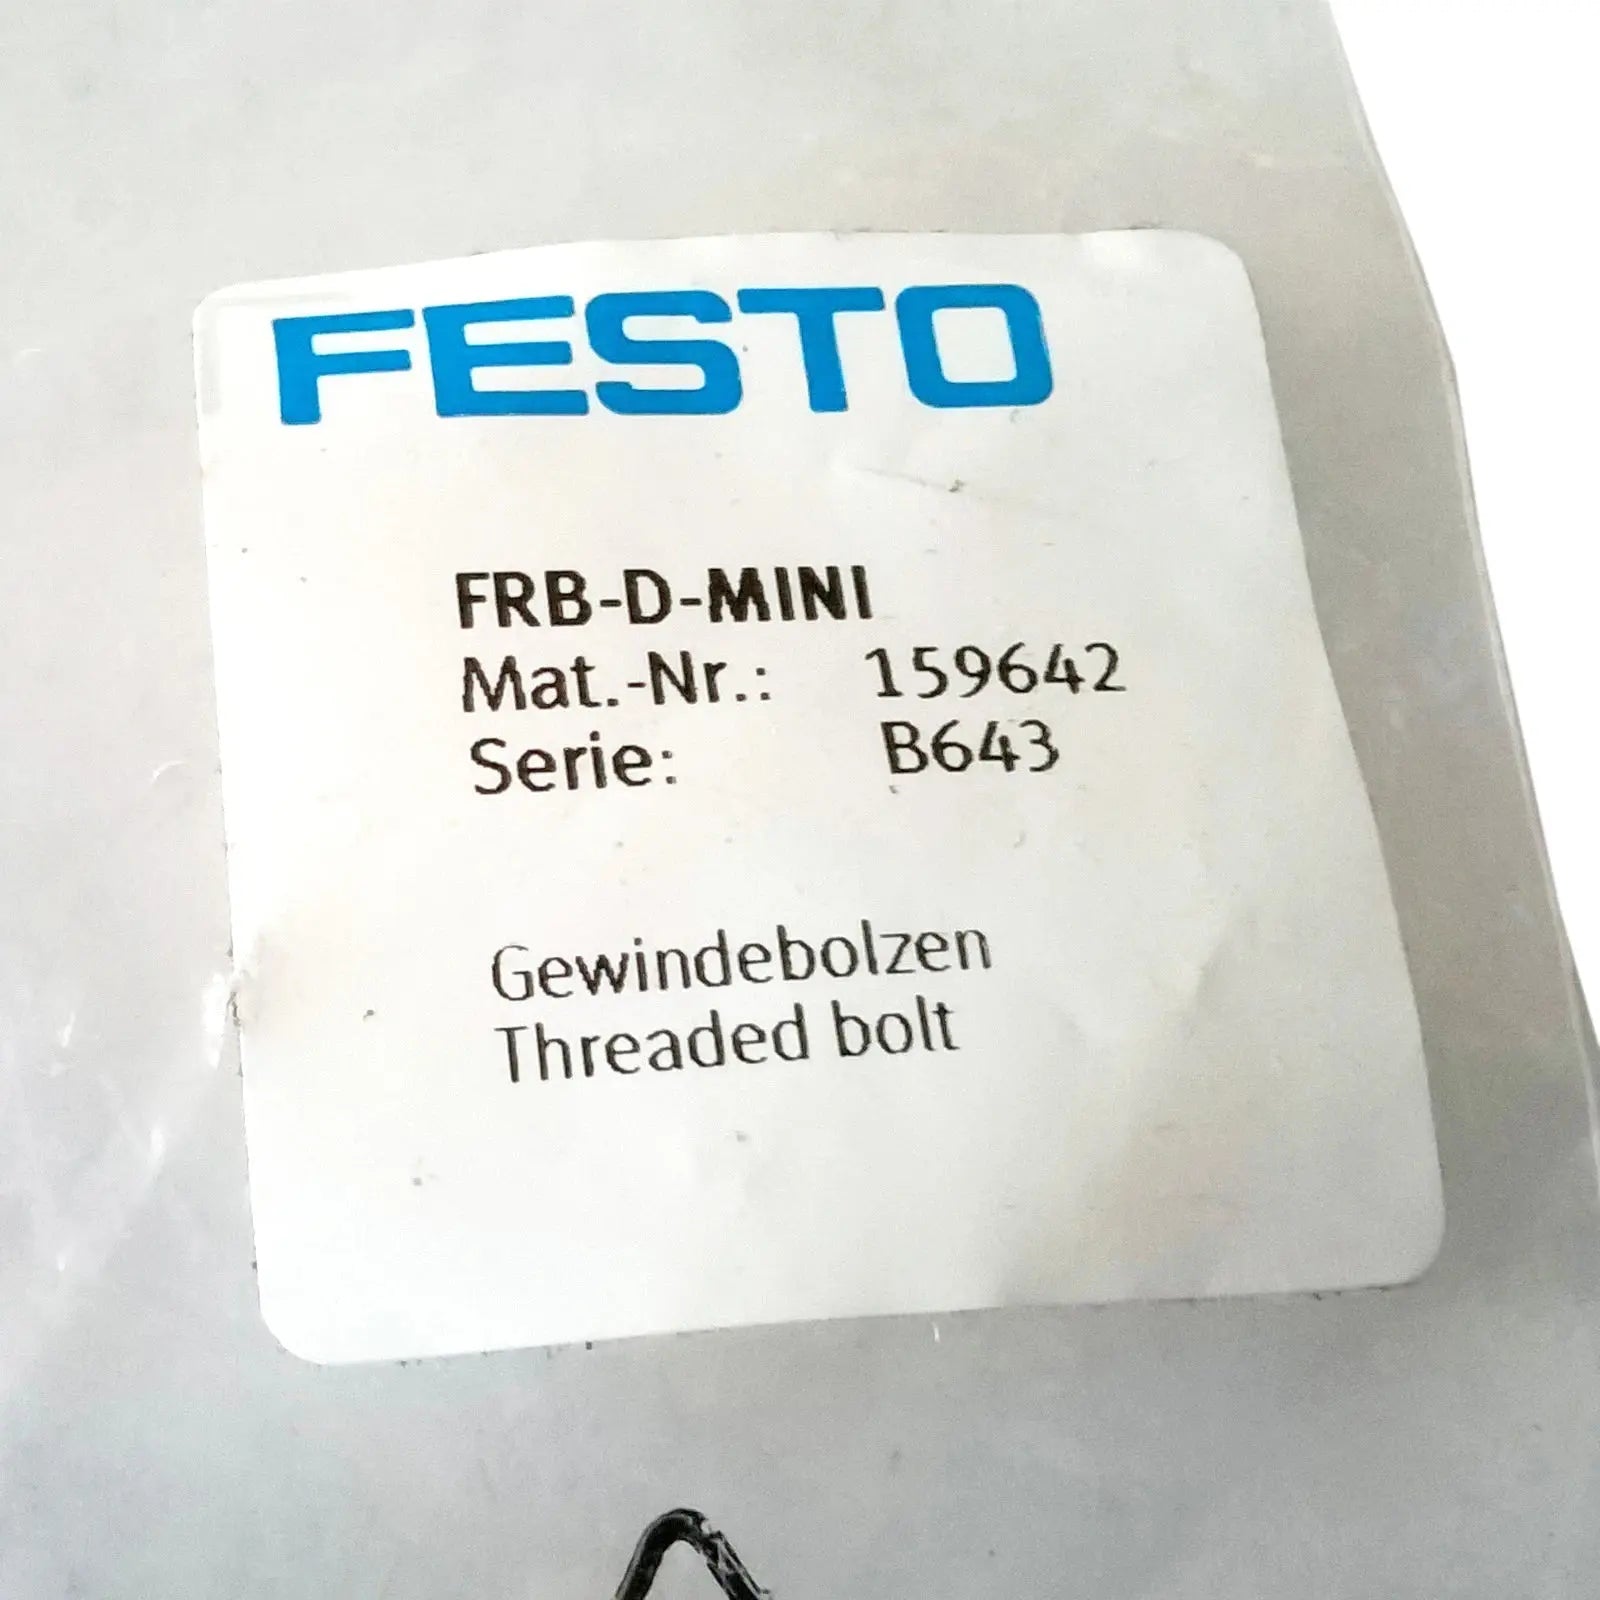 FESTO
FRB-D-MINI
Mat.-Nr.: 159642
Serie: B643
Gewindebolzen
Threaded bolt